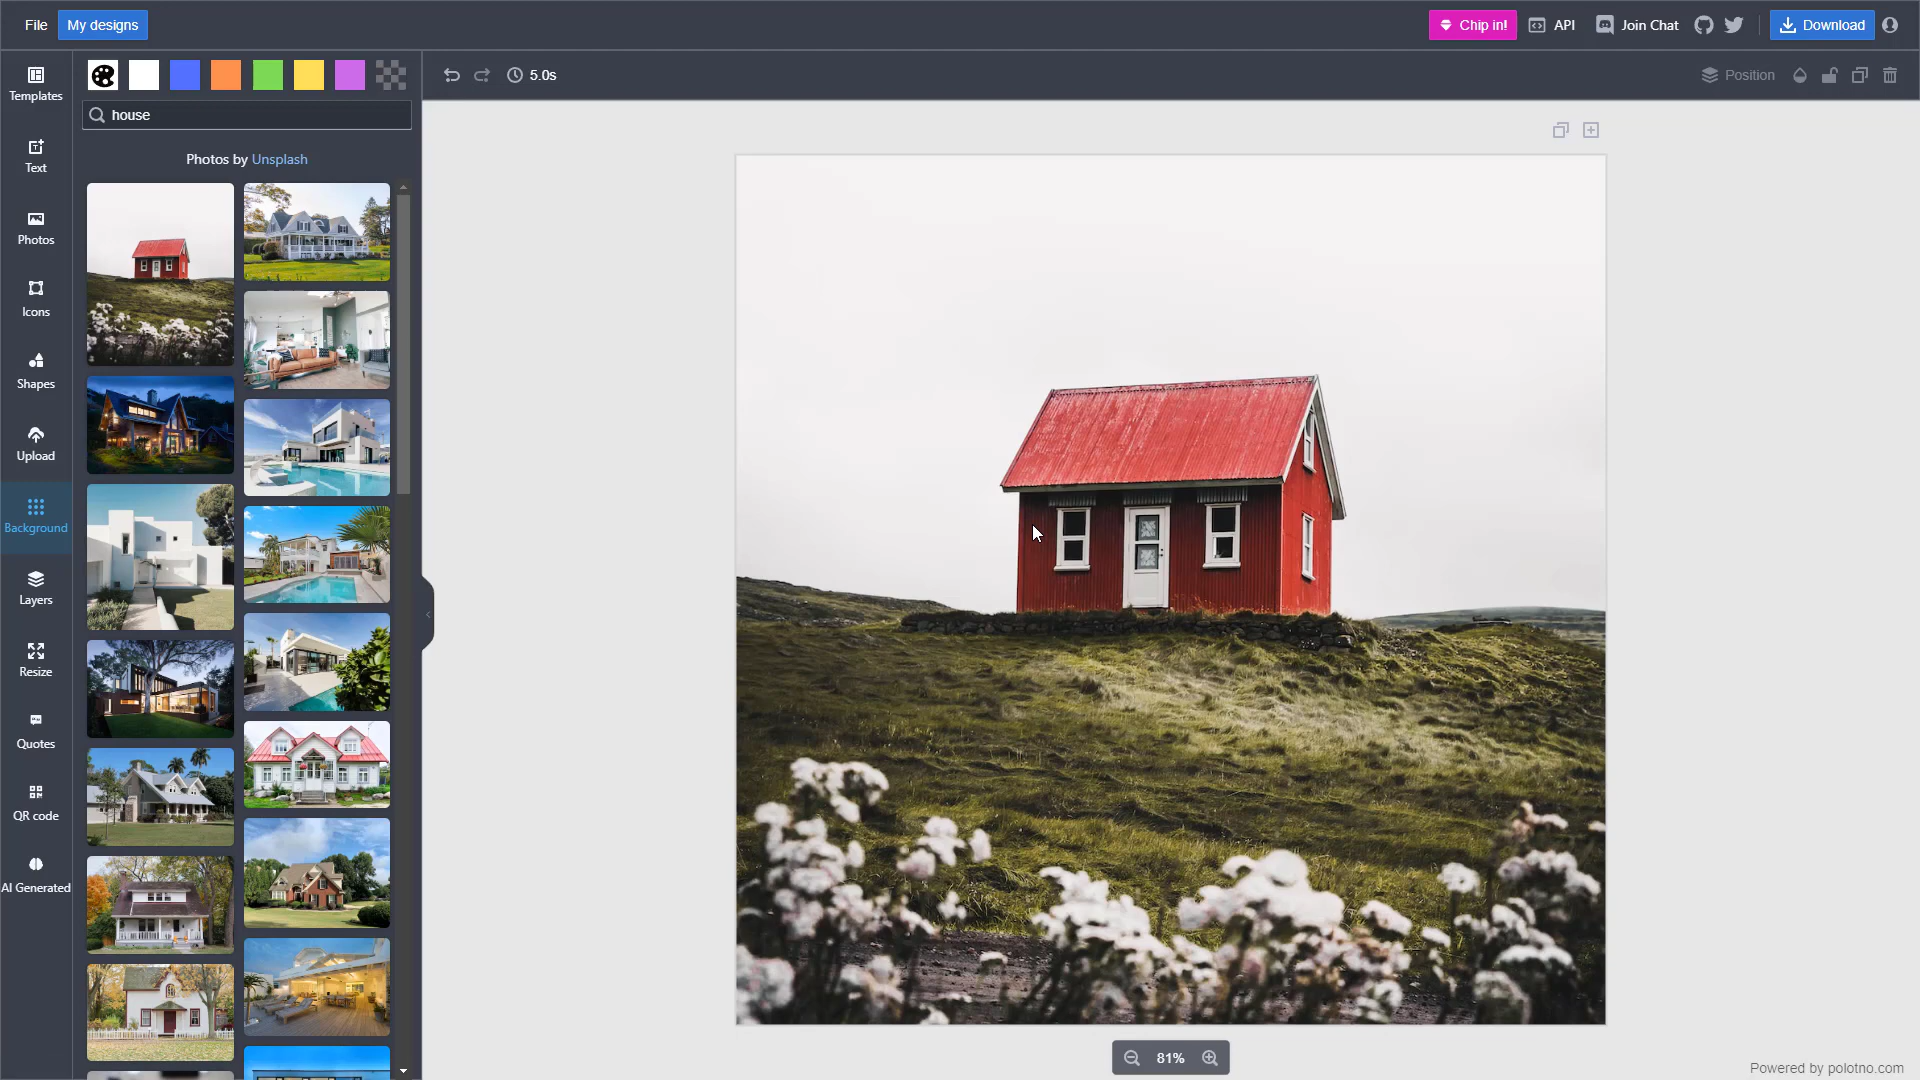 File
My designs
Chip in!
API
Join Chat
Download
Templates
Text
Photos
Icons
Shapes
Upload
Background
Layers
Resize
Quotes
QR code
AI Generated
house
Photos by Unsplash
5.0s
Position
81%
Powered by polotno.com